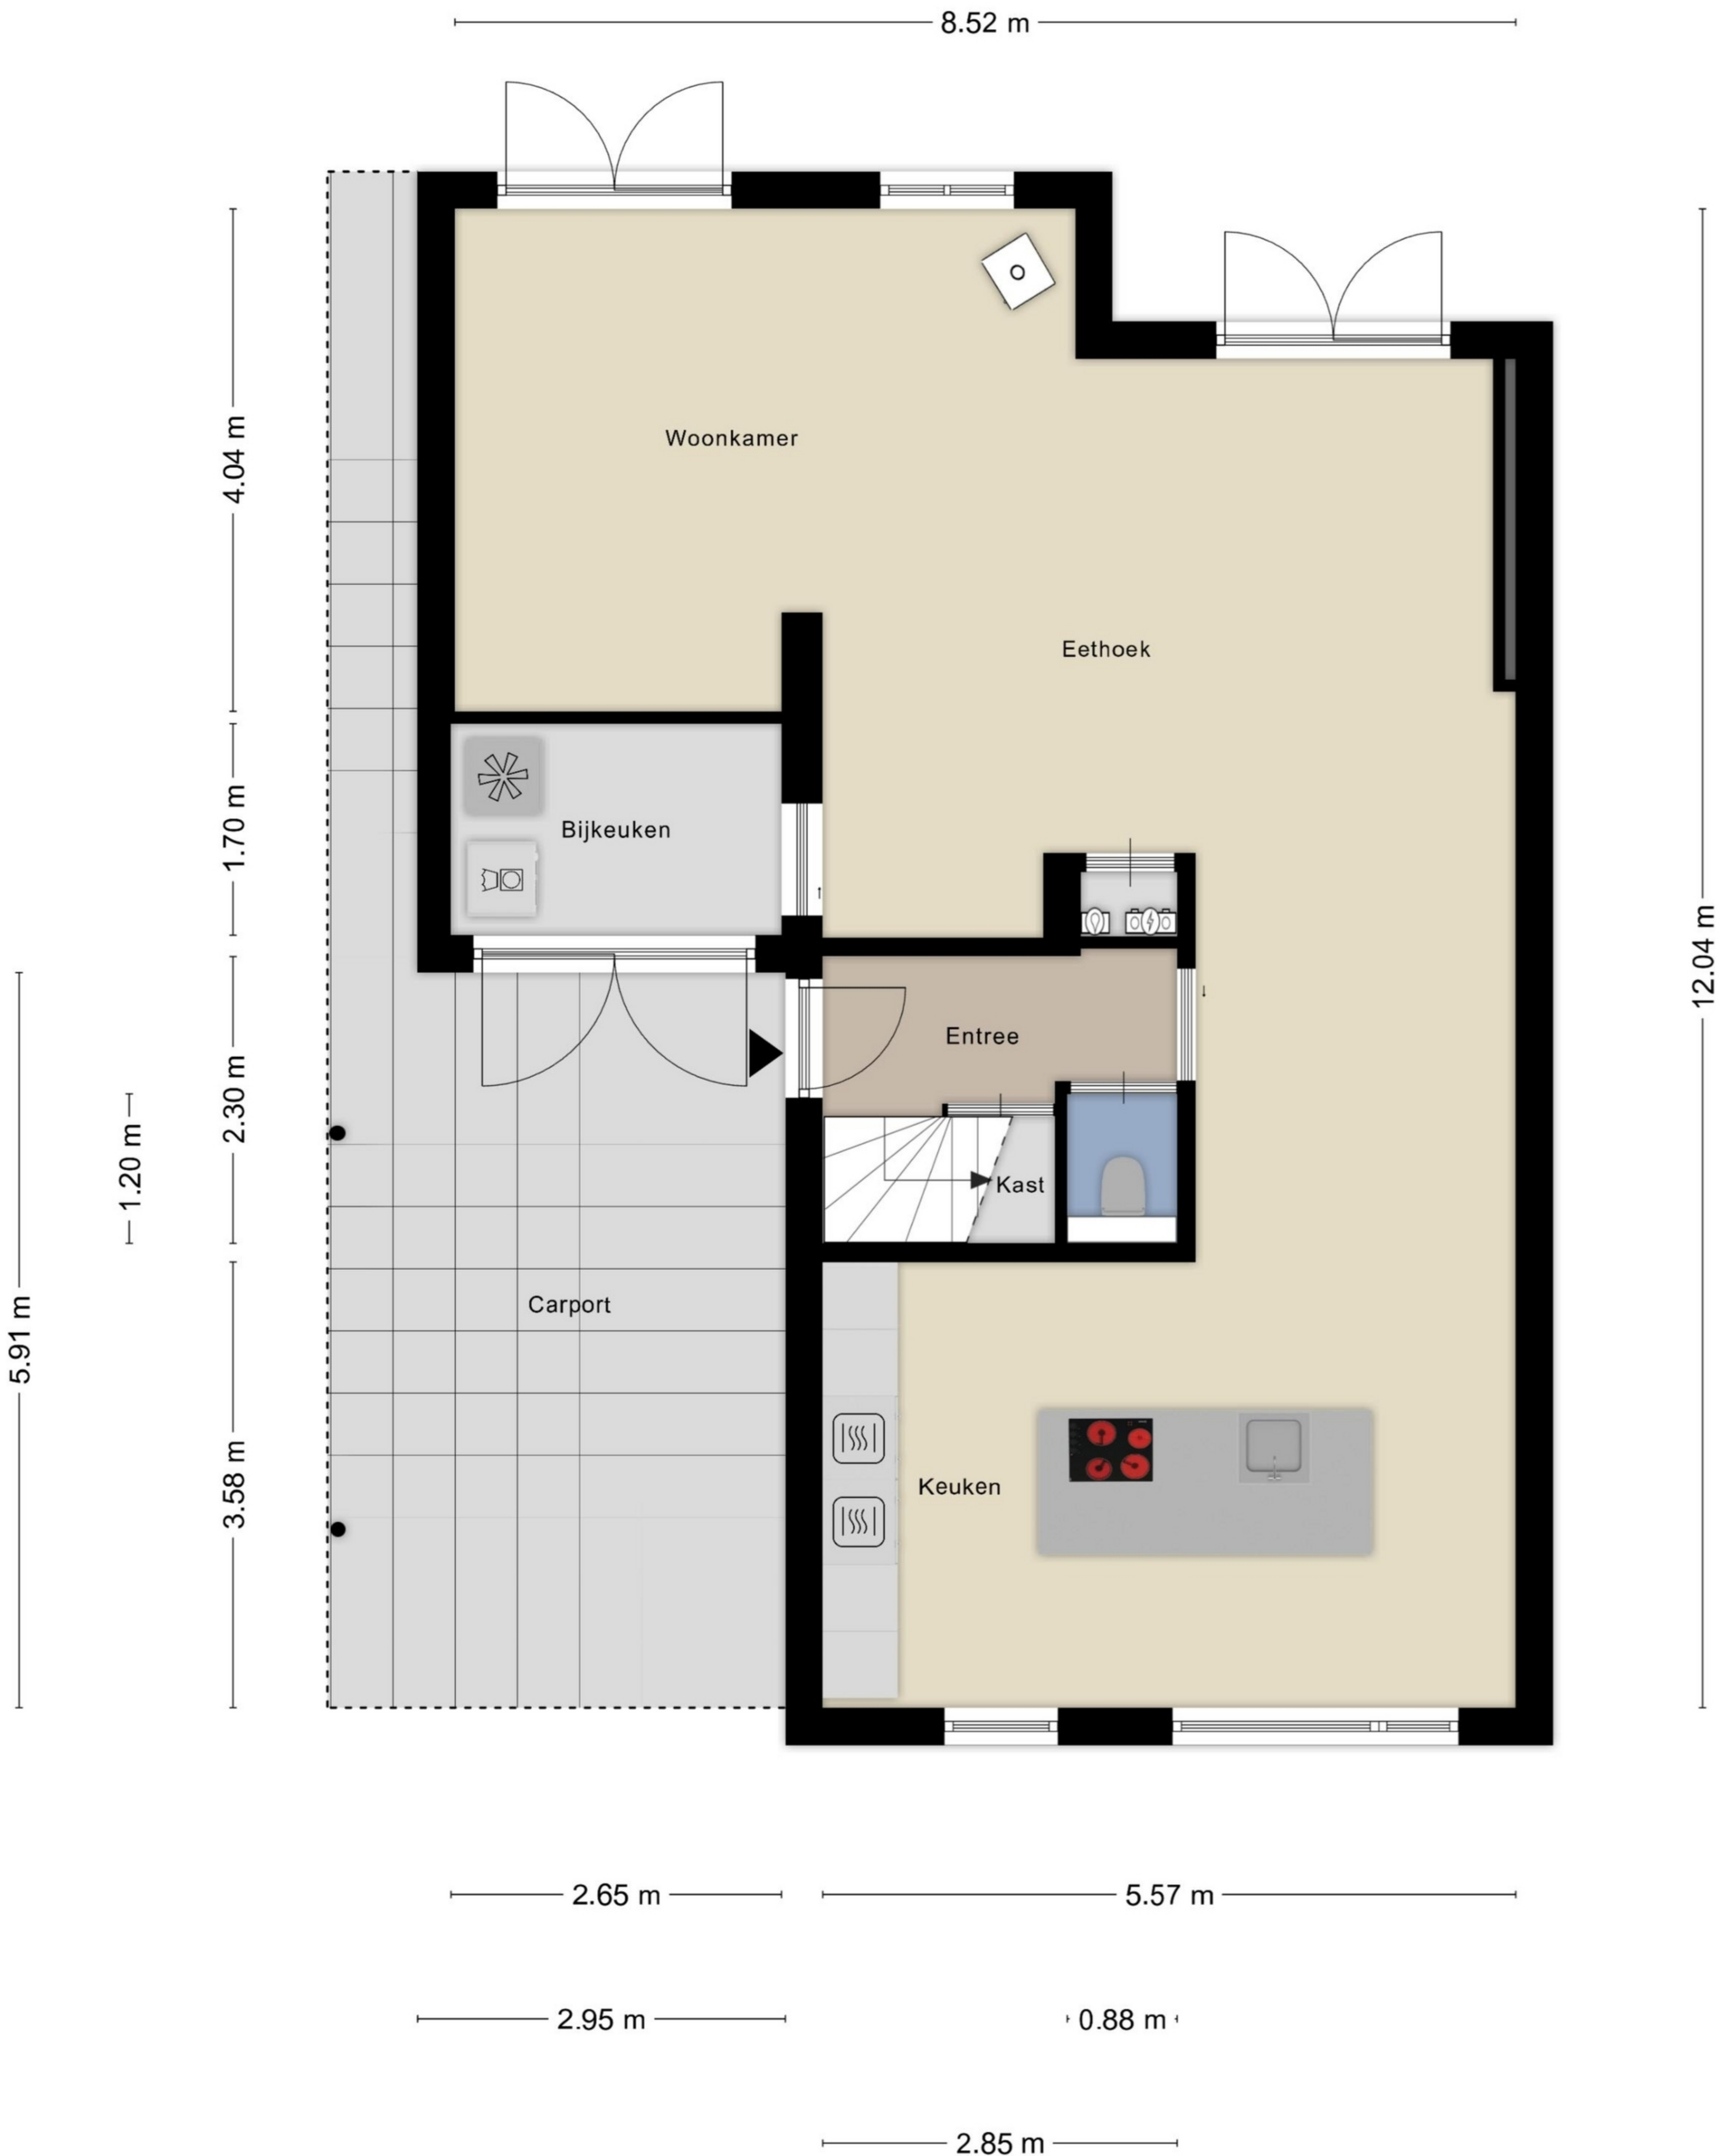 8.52 m
Woonkamer
4.04 m
Eethoek
Bijkeuken
1.70 m
12.04 m
Entree
2.30 m
1.20 m
Kast
Carport
5.91 m
Keuken
3.58 m
2.65 m
5.57 m
2.95 m
0.88 m
2.85 m